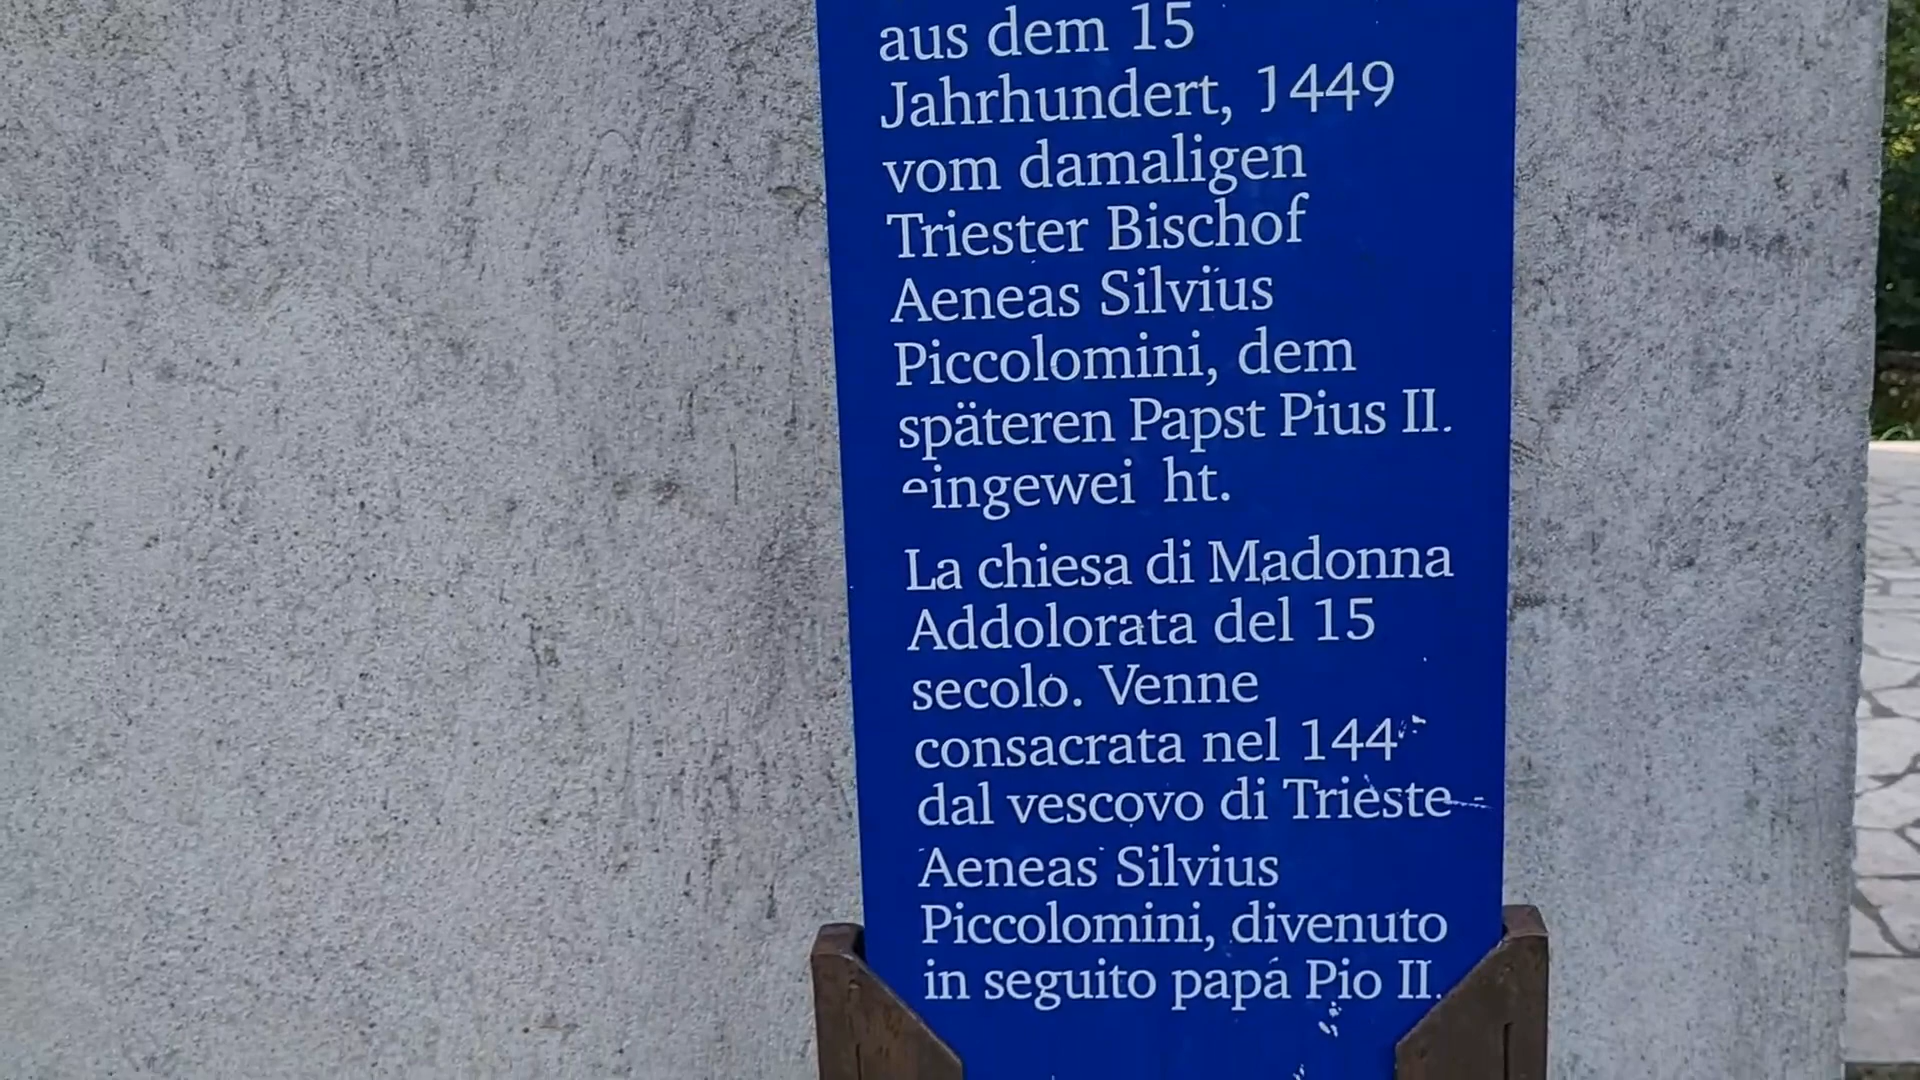 aus dem 15
Jahrhundert, 1449
vom damaligen
Triester Bischof
Aeneas Silvius
Piccolomini, dem
späteren Papst Pius II.
eingewei ht.
La chiesa di Madonna
Addolorata del 15
secolo. Venne
consacrata nel 144
dal vescovo di Trieste
Aeneas Silvius
Piccolomini, divenuto
in seguito papa Pio II.